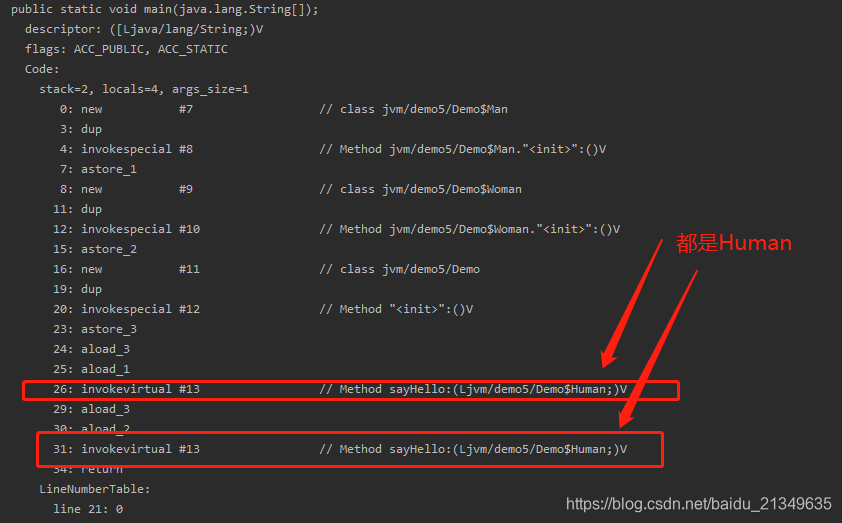 public static void main(java.lang.String[]);
descriptor: ([Ljava/lang/String;)V
flags: ACC_PUBLIC, ACC_STATIC
Code:
stack=2, locals=4, args_size=1
0: new #7 // class jvm/demo5/Demo$Man
3: dup
4: invokespecial #8 // Method jvm/demo5/Demo$Man."<init>":()V
7: astore_1
8: new #9 // class jvm/demo5/Demo$Woman
11: dup
12: invokespecial #10 // Method jvm/demo5/Demo$Woman."<init>":()V
都是Human
15: astore_2
16: new #11 // class jvm/demo5/Demo
19: dup
20: invokespecial #12 // Method "<init>":()V
23: astore_3
24: aload_3
25: aload_1
26: invokevirtual #13 // Method sayHello:(Ljvm/demo5/Demo$Human;)V
29: aload_3
30: aload_2
31: invokevirtual #13 // Method sayHello:(Ljvm/demo5/Demo$Human;)V
34: return
LineNumberTable:
line 21: 0
https://blog.csdn.net/baidu_21349635